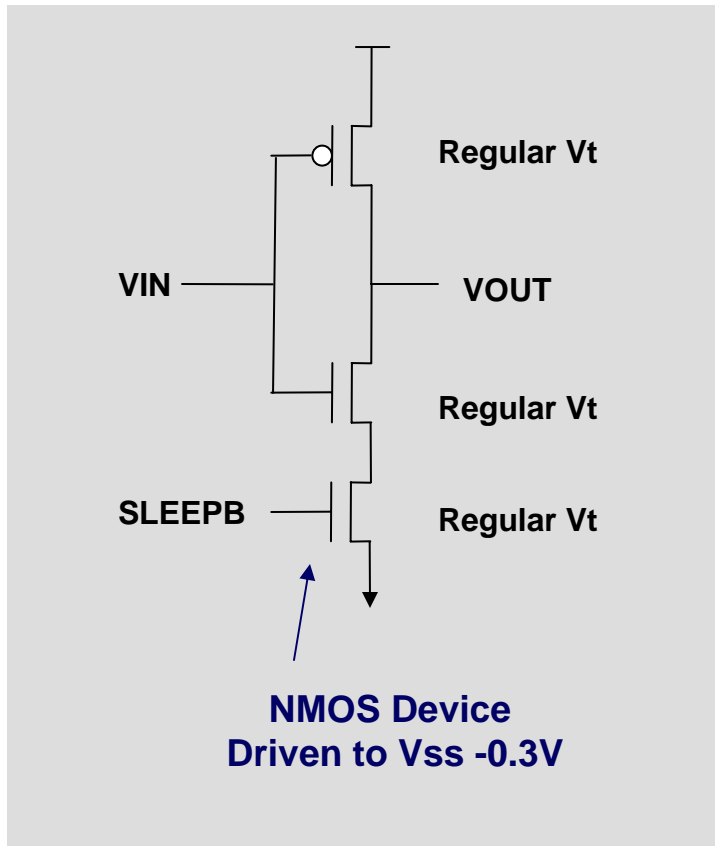 Regular Vt
VIN
VOUT
Regular Vt
SLEEPB
Regular Vt
NMOS Device
Driven to Vss -0.3V